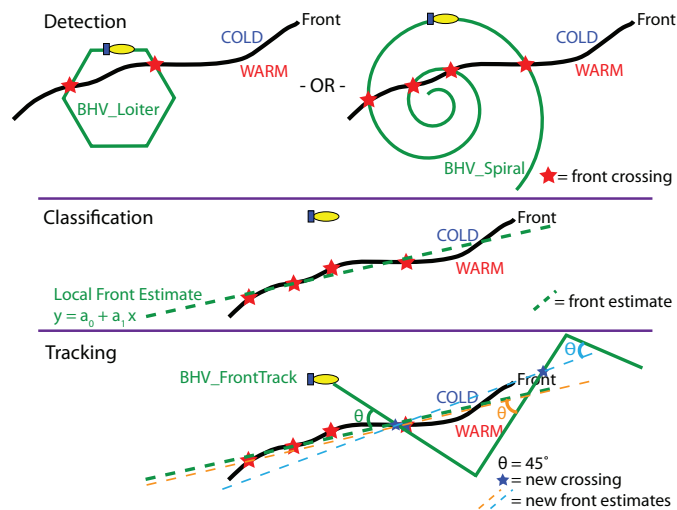 Detection
Front
COLD
WARM
BHV_Loiter
- OR -
Front
COLD
WARM
BHV_Spiral
= front crossing
Classification
Front
COLD
WARM
Local Front Estimate
y = a₀ + a₁ x
= front estimate
Tracking
BHV_FrontTrack
θ
Front
COLD
θ
WARM
θ
θ = 45°
= new crossing
= new front estimates